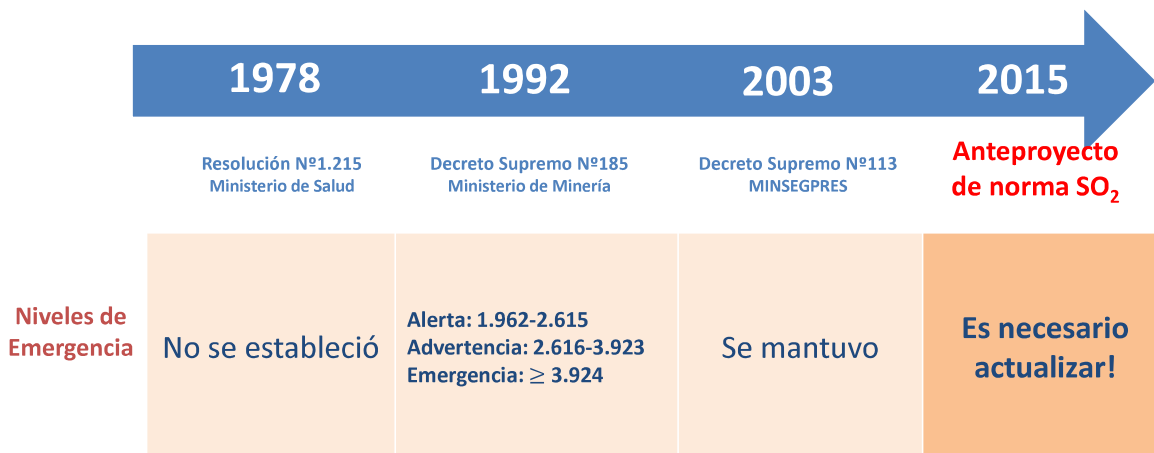 1978
1992
2003
2015
Resolución Nº1.215
Ministerio de Salud
Decreto Supremo Nº185
Ministerio de Minería
Decreto Supremo Nº113
MINSEGPRES
Anteproyecto
de norma SO₂
Niveles de
Emergencia
No se estableció
Alerta: 1.962-2.615
Advertencia: 2.616-3.923
Emergencia: ≥ 3.924
Se mantuvo
Es necesario
actualizar!